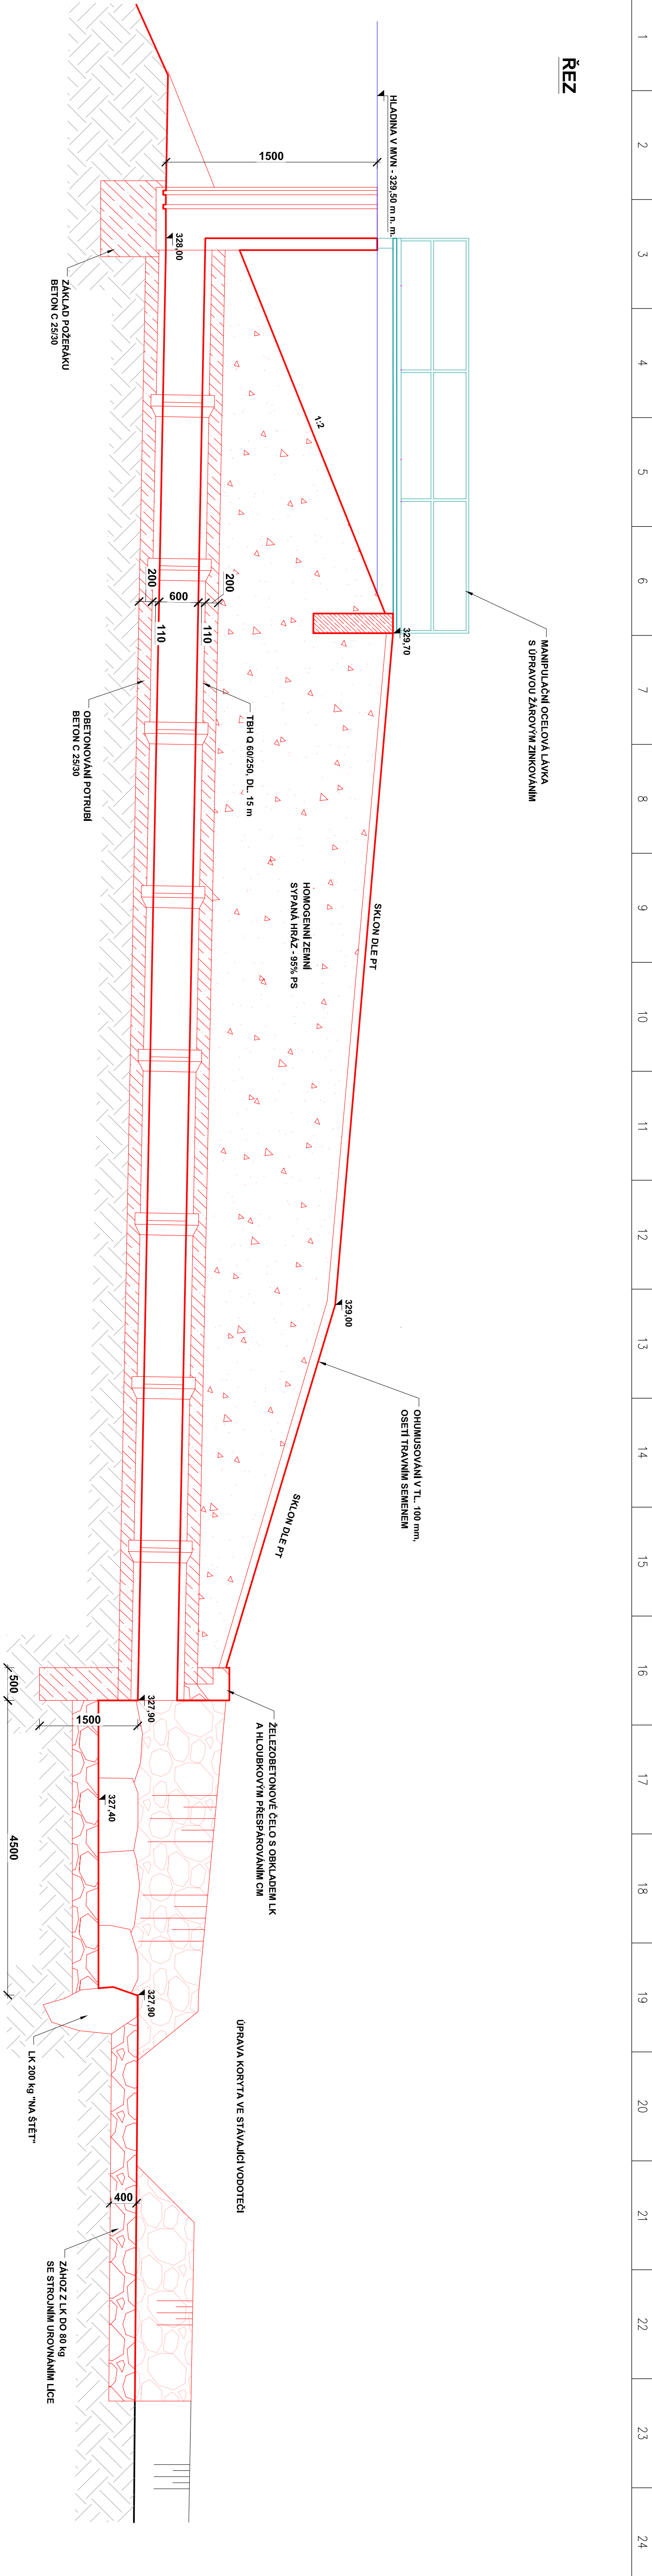 ŘEZ
1
2
3
4
5
6
7
8
9
10
11
12
13
14
15
16
17
18
19
20
21
22
23
24
HLADINA V MVN - 329,50 m n. m.
1500
328,00
ZÁKLAD POŽERÁKU
BETON C 25/30
1:2
MANIPULAČNÍ OCELOVÁ LÁVKA
S ÚPRAVOU ŽÁROVÝM ZINKOVÁNÍM
329,70
200
110
600
110
200
TBH Q 60/250, DL. 15 m
OBETONOVÁNÍ POTRUBÍ
BETON C 25/30
SKLON DLE PT
HOMOGENNÍ ZEMNÍ
SYPANÁ HRÁZ - 95% PS
329,00
OHUMUSOVÁNÍ V TL. 100 mm,
OSETÍ TRAVNÍM SEMENEM
SKLON DLE PT
ŽELEZOBETONOVÉ ČELO S OBKLADEM LK
A HLOUBKOVÝM PŘESPÁROVÁNÍM CM
327,90
1500
500
327,40
4500
327,90
LK 200 kg "NA ŠTĚT"
ÚPRAVA KORYTA VE STÁVAJÍCÍ VODOTEČI
400
ZÁHOZ Z LK DO 80 kg
SE STROJNÍM UROVNÁNÍM LÍCE